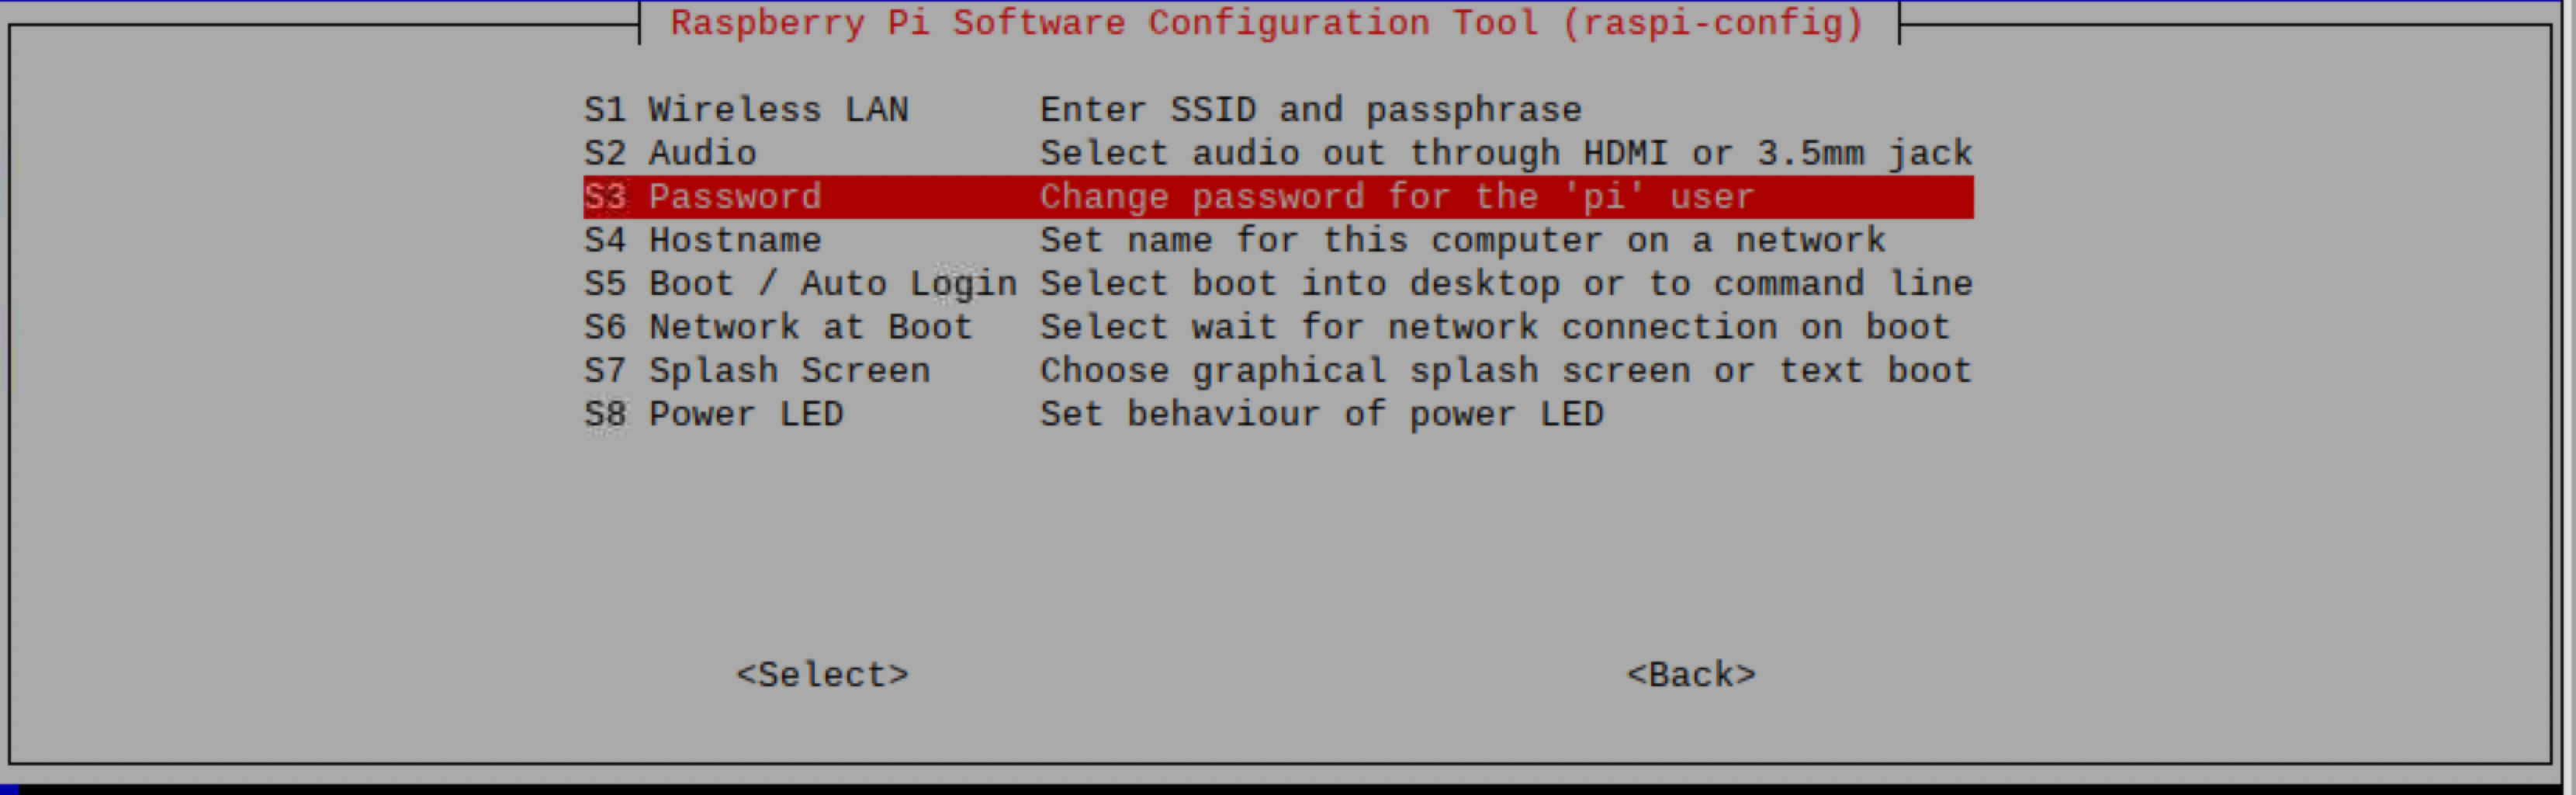 Raspberry Pi Software Configuration Tool (raspi-config)
S1 Wireless LAN Enter SSID and passphrase
S2 Audio Select audio out through HDMI or 3.5mm jack
S3 Password Change password for the 'pi' user
S4 Hostname Set name for this computer on a network
S5 Boot / Auto Login Select boot into desktop or to command line
S6 Network at Boot Select wait for network connection on boot
S7 Splash Screen Choose graphical splash screen or text boot
S8 Power LED Set behaviour of power LED
<Select> <Back>